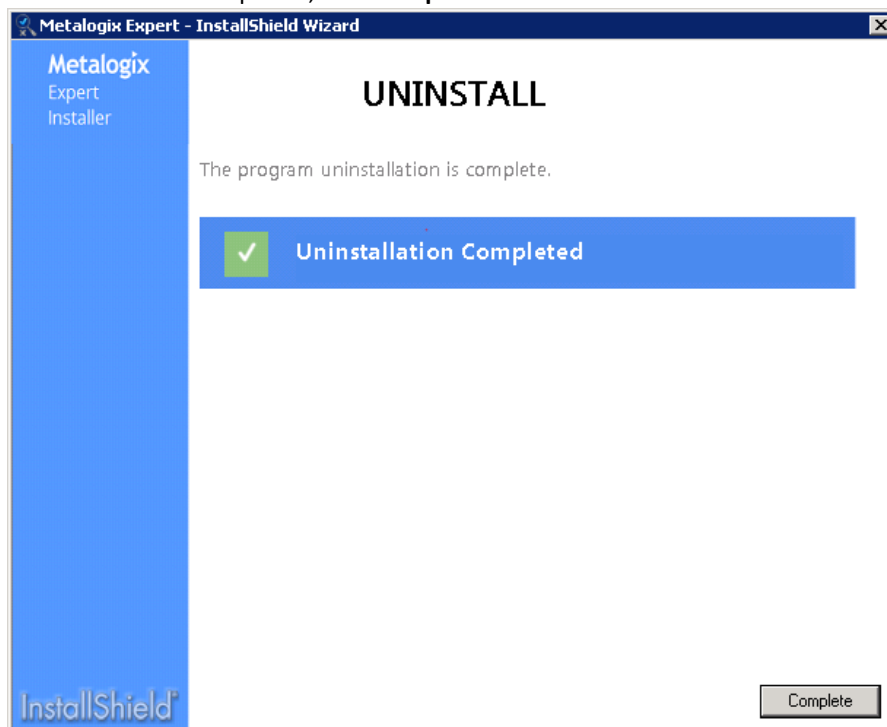 Metalogix Expert - InstallShield Wizard
Metalogix
Expert
Installer
UNINSTALL
The program uninstallation is complete.
Uninstallation Completed
InstallShield
Complete